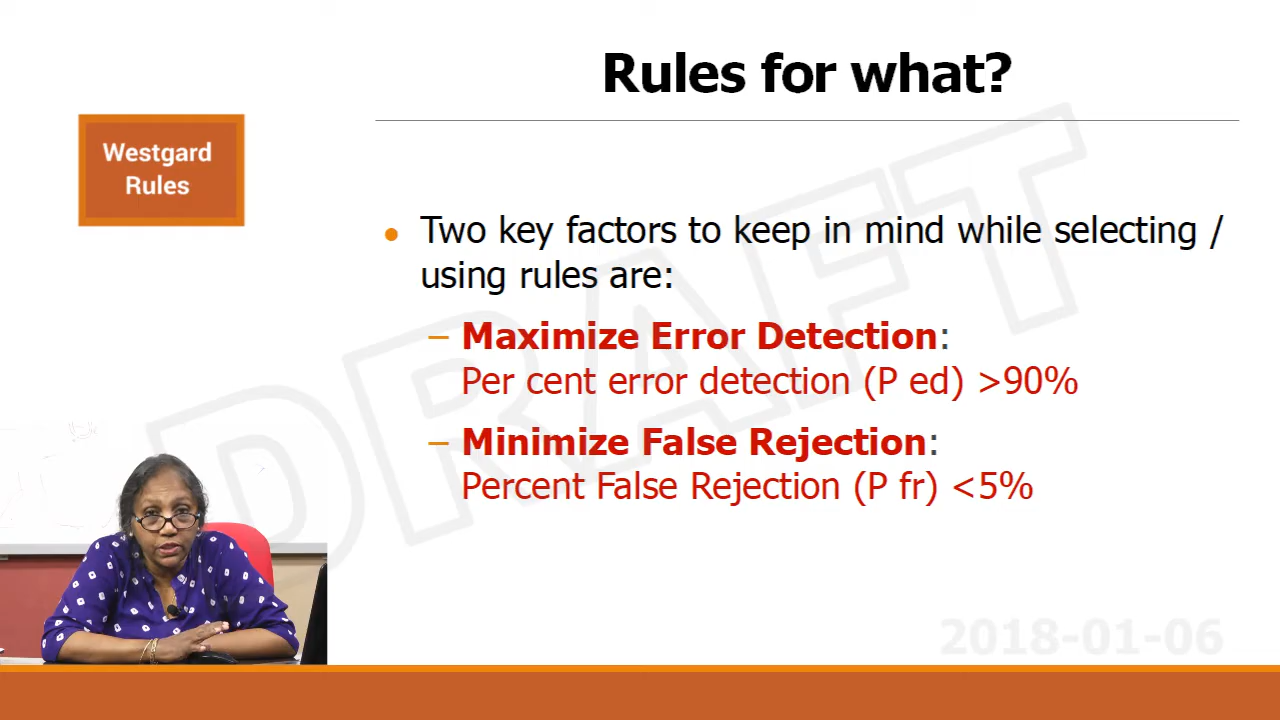 Rules for what?
Westgard
Rules
• Two key factors to keep in mind while selecting /
using rules are:
– Maximize Error Detection:
Per cent error detection (P ed) >90%
– Minimize False Rejection:
Percent False Rejection (P fr) <5%
DRAFT
2018-01-06